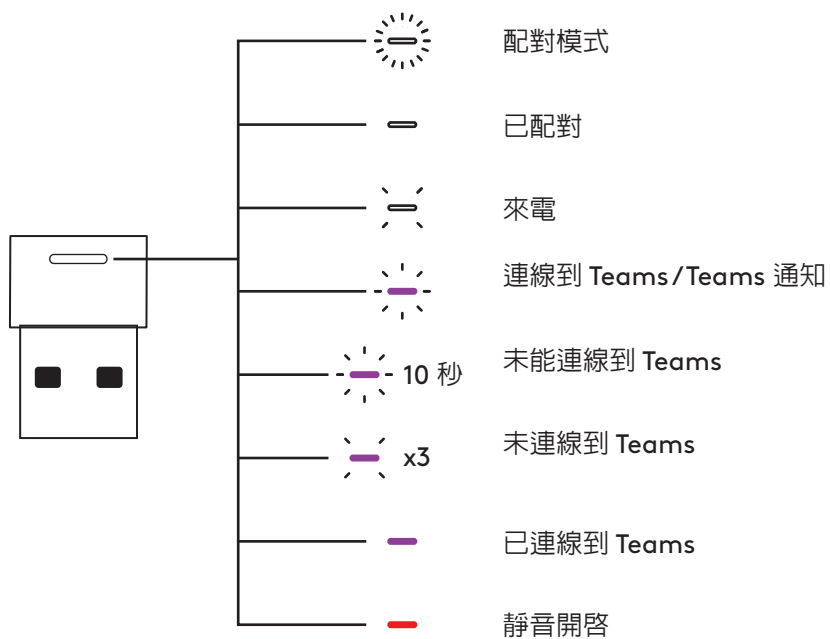 配對模式
已配對
來電
連線到 Teams/Teams 通知
10 秒 未能連線到 Teams
x3 未連線到 Teams
已連線到 Teams
靜音開啓